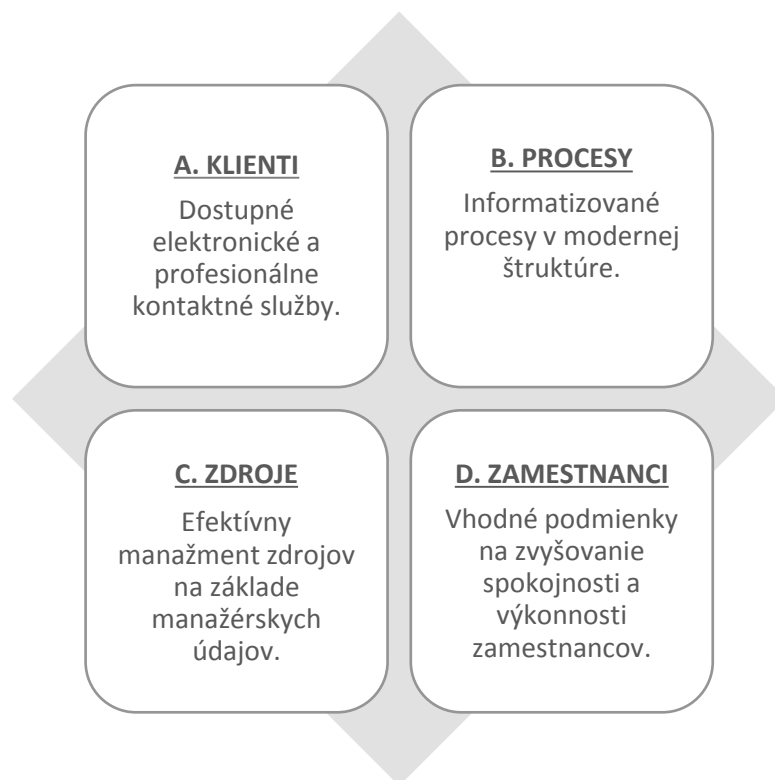 A. KLIENTI
Dostupné
elektronické a
profesionálne
kontaktné služby.
B. PROCESY
Informatizované
procesy v modernej
štruktúre.
C. ZDROJE
Efektívny
manažment zdrojov
na základe
manažérskych
údajov.
D. ZAMESTNANCI
Vhodné podmienky
na zvyšovanie
spokojnosti a
výkonnosti
zamestnancov.